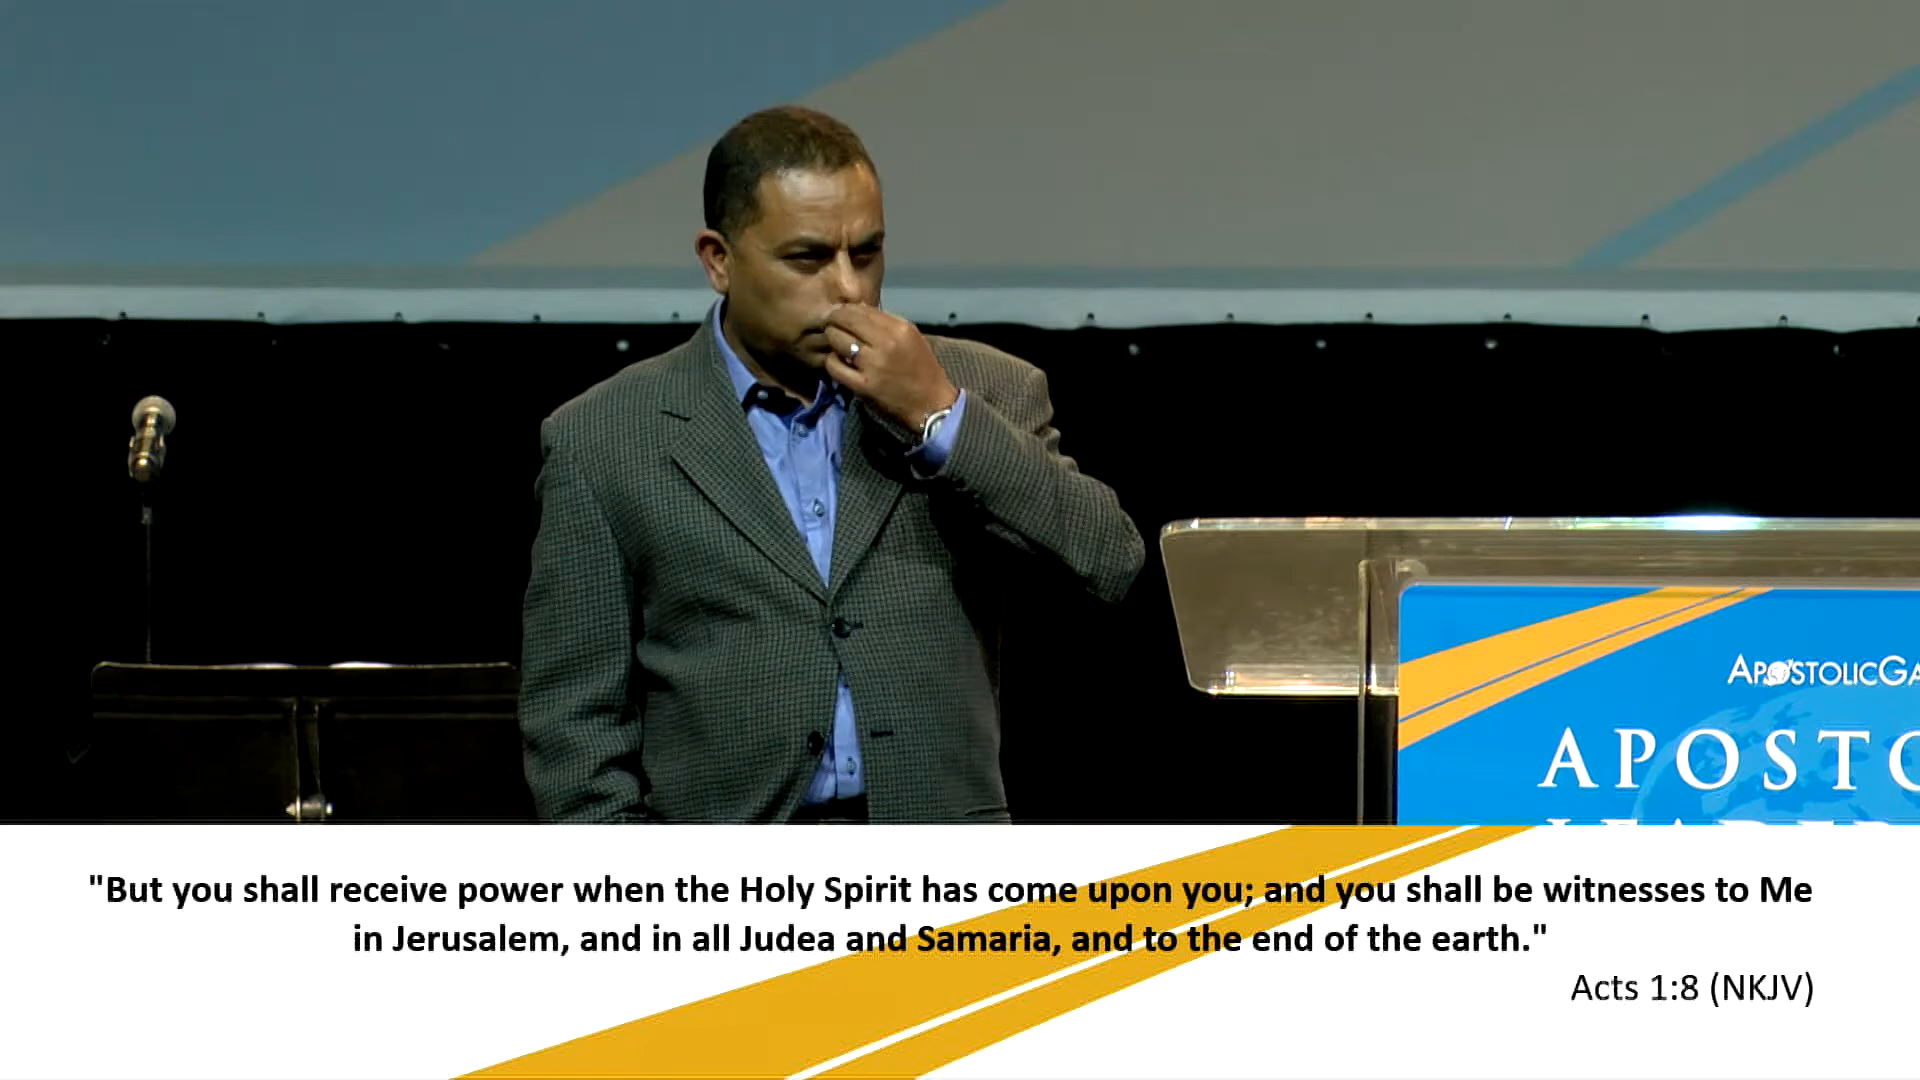 APOSTOLICGA
APOSTO
"But you shall receive power when the Holy Spirit has come upon you; and you shall be witnesses to Me
in Jerusalem, and in all Judea and Samaria, and to the end of the earth."
Acts 1:8 (NKJV)